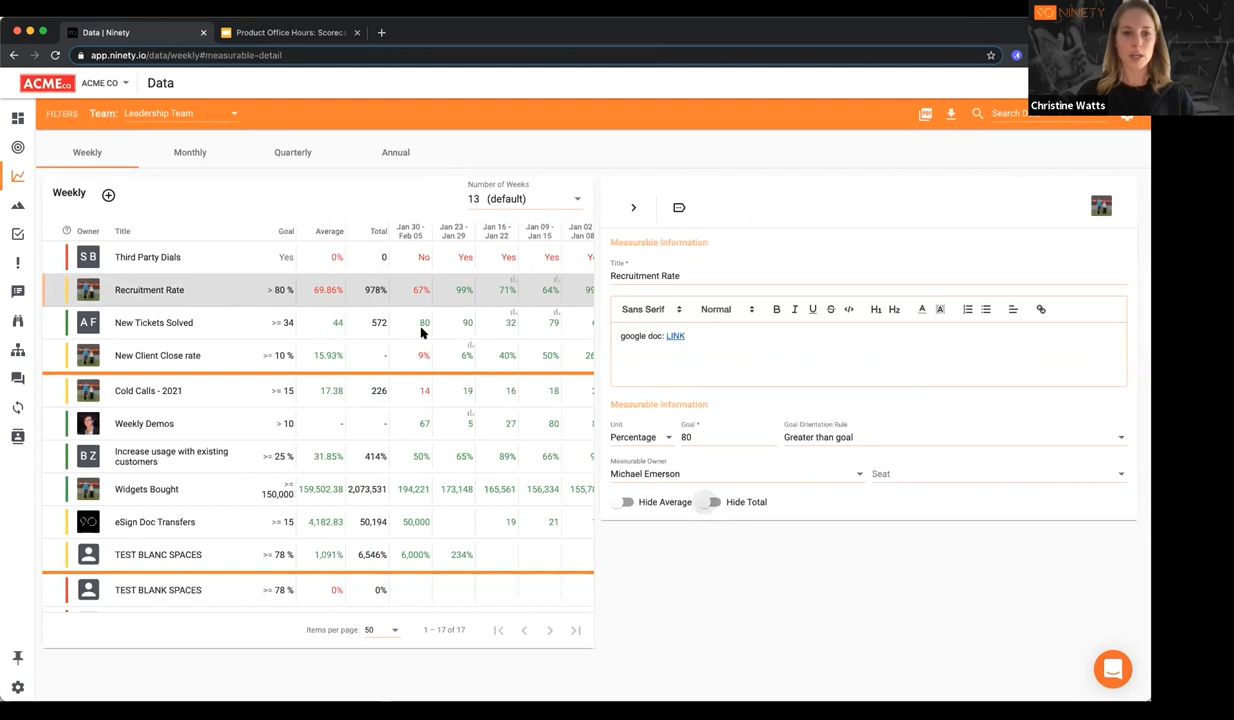 Data | Ninety
Product Office Hours: Scoreca
app.ninety.io/data/weekly#measurable-detail
90 NINETY
Christine Watts
ACMEco
ACME CO
Data
FILTERS
Team: Leadership Team
Weekly
Monthly
Quarterly
Annual
Weekly
Number of Weeks
13 (default)
Owner Title Goal Average Total Jan 30 - Feb 05 Jan 23 - Jan 29 Jan 16 - Jan 22 Jan 09 - Jan 15 Jan 02 - Jan 08
S B Third Party Dials Yes 0% 0 No Yes Yes Yes
Recruitment Rate > 80 % 69.86% 978% 67% 99% 71% 64%
A F New Tickets Solved >= 34 44 572 80 90 32 79
New Client Close rate >= 10 % 15.93% - 9% 6% 40% 50%
Cold Calls - 2021 >= 15 17.38 226 14 19 16 18
Weekly Demos > 10 - - 67 5 27 80
B Z Increase usage with existing customers >= 25 % 31.85% 414% 50% 65% 89% 66%
Widgets Bought >= 150,000 159,502.38 2,073,531 194,221 173,148 165,561 156,334 155,78
90 eSign Doc Transfers >= 15 4,182.83 50,194 50,000 19 21
TEST BLANC SPACES >= 78 % 1,091% 6,546% 6,000% 234%
TEST BLANK SPACES >= 78 % 0% 0%
Items per page: 50 1 – 17 of 17
Measurable Information
Title *
Recruitment Rate
Sans Serif Normal B I U S </> H1 H2 A A
google doc: LINK
Measurable Information
Unit
Percentage
Goal *
80
Goal Orientation Rule
Greater than goal
Measurable Owner
Michael Emerson
Seat
Hide Average
Hide Total